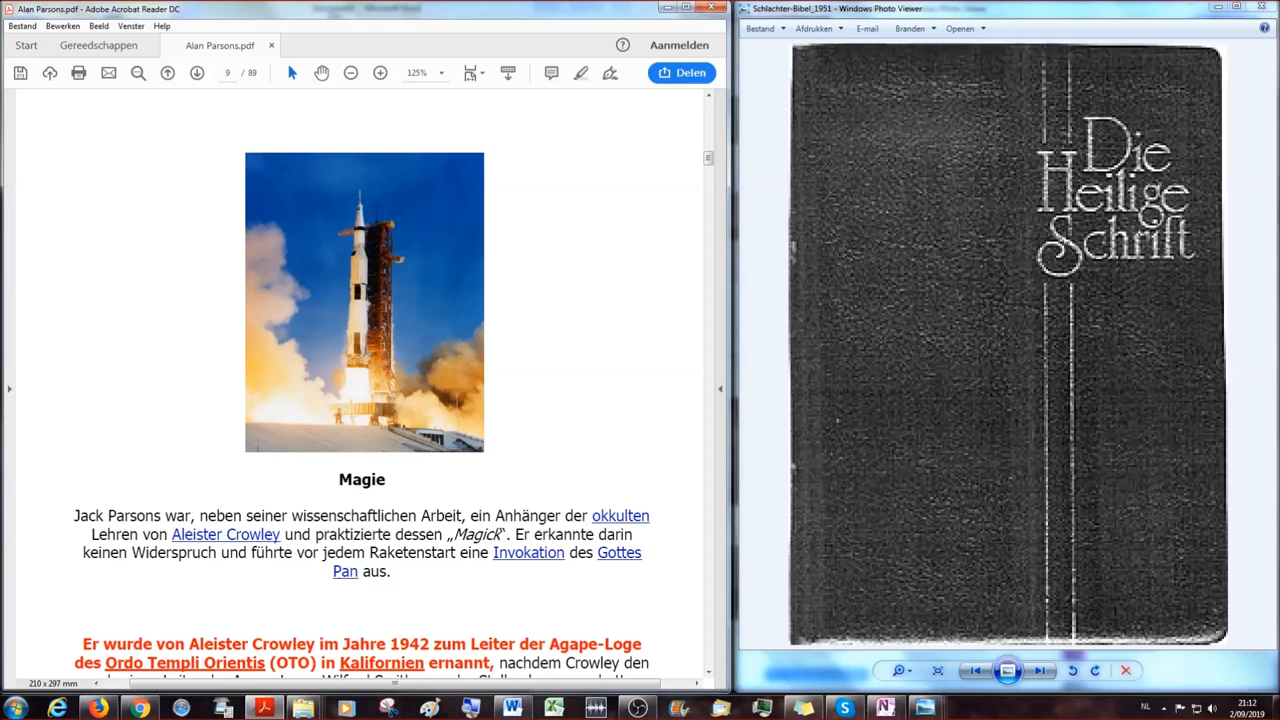 Alan Parsons.pdf - Adobe Acrobat Reader DC
Bestand Bewerken Beeld Venster Help
Start Gereedschappen Alan Parsons.pdf × Aanmelden
9 / 89 125% Delen
Magie
Jack Parsons war, neben seiner wissenschaftlichen Arbeit, ein Anhänger der okkulten
Lehren von Aleister Crowley und praktizierte dessen „Magick“. Er erkannte darin
keinen Widerspruch und führte vor jedem Raketenstart eine Invokation des Gottes
Pan aus.
Er wurde von Aleister Crowley im Jahre 1942 zum Leiter der Agape-Loge
des Ordo Templi Orientis (OTO) in Kalifornien ernannt, nachdem Crowley den
210 x 297 mm
Schlachter-Bibel_1951 - Windows Photo Viewer
Bestand Afdrukken E-mail Branden Openen
Die
Heilige
Schrift
NL 21:12
2/09/2019